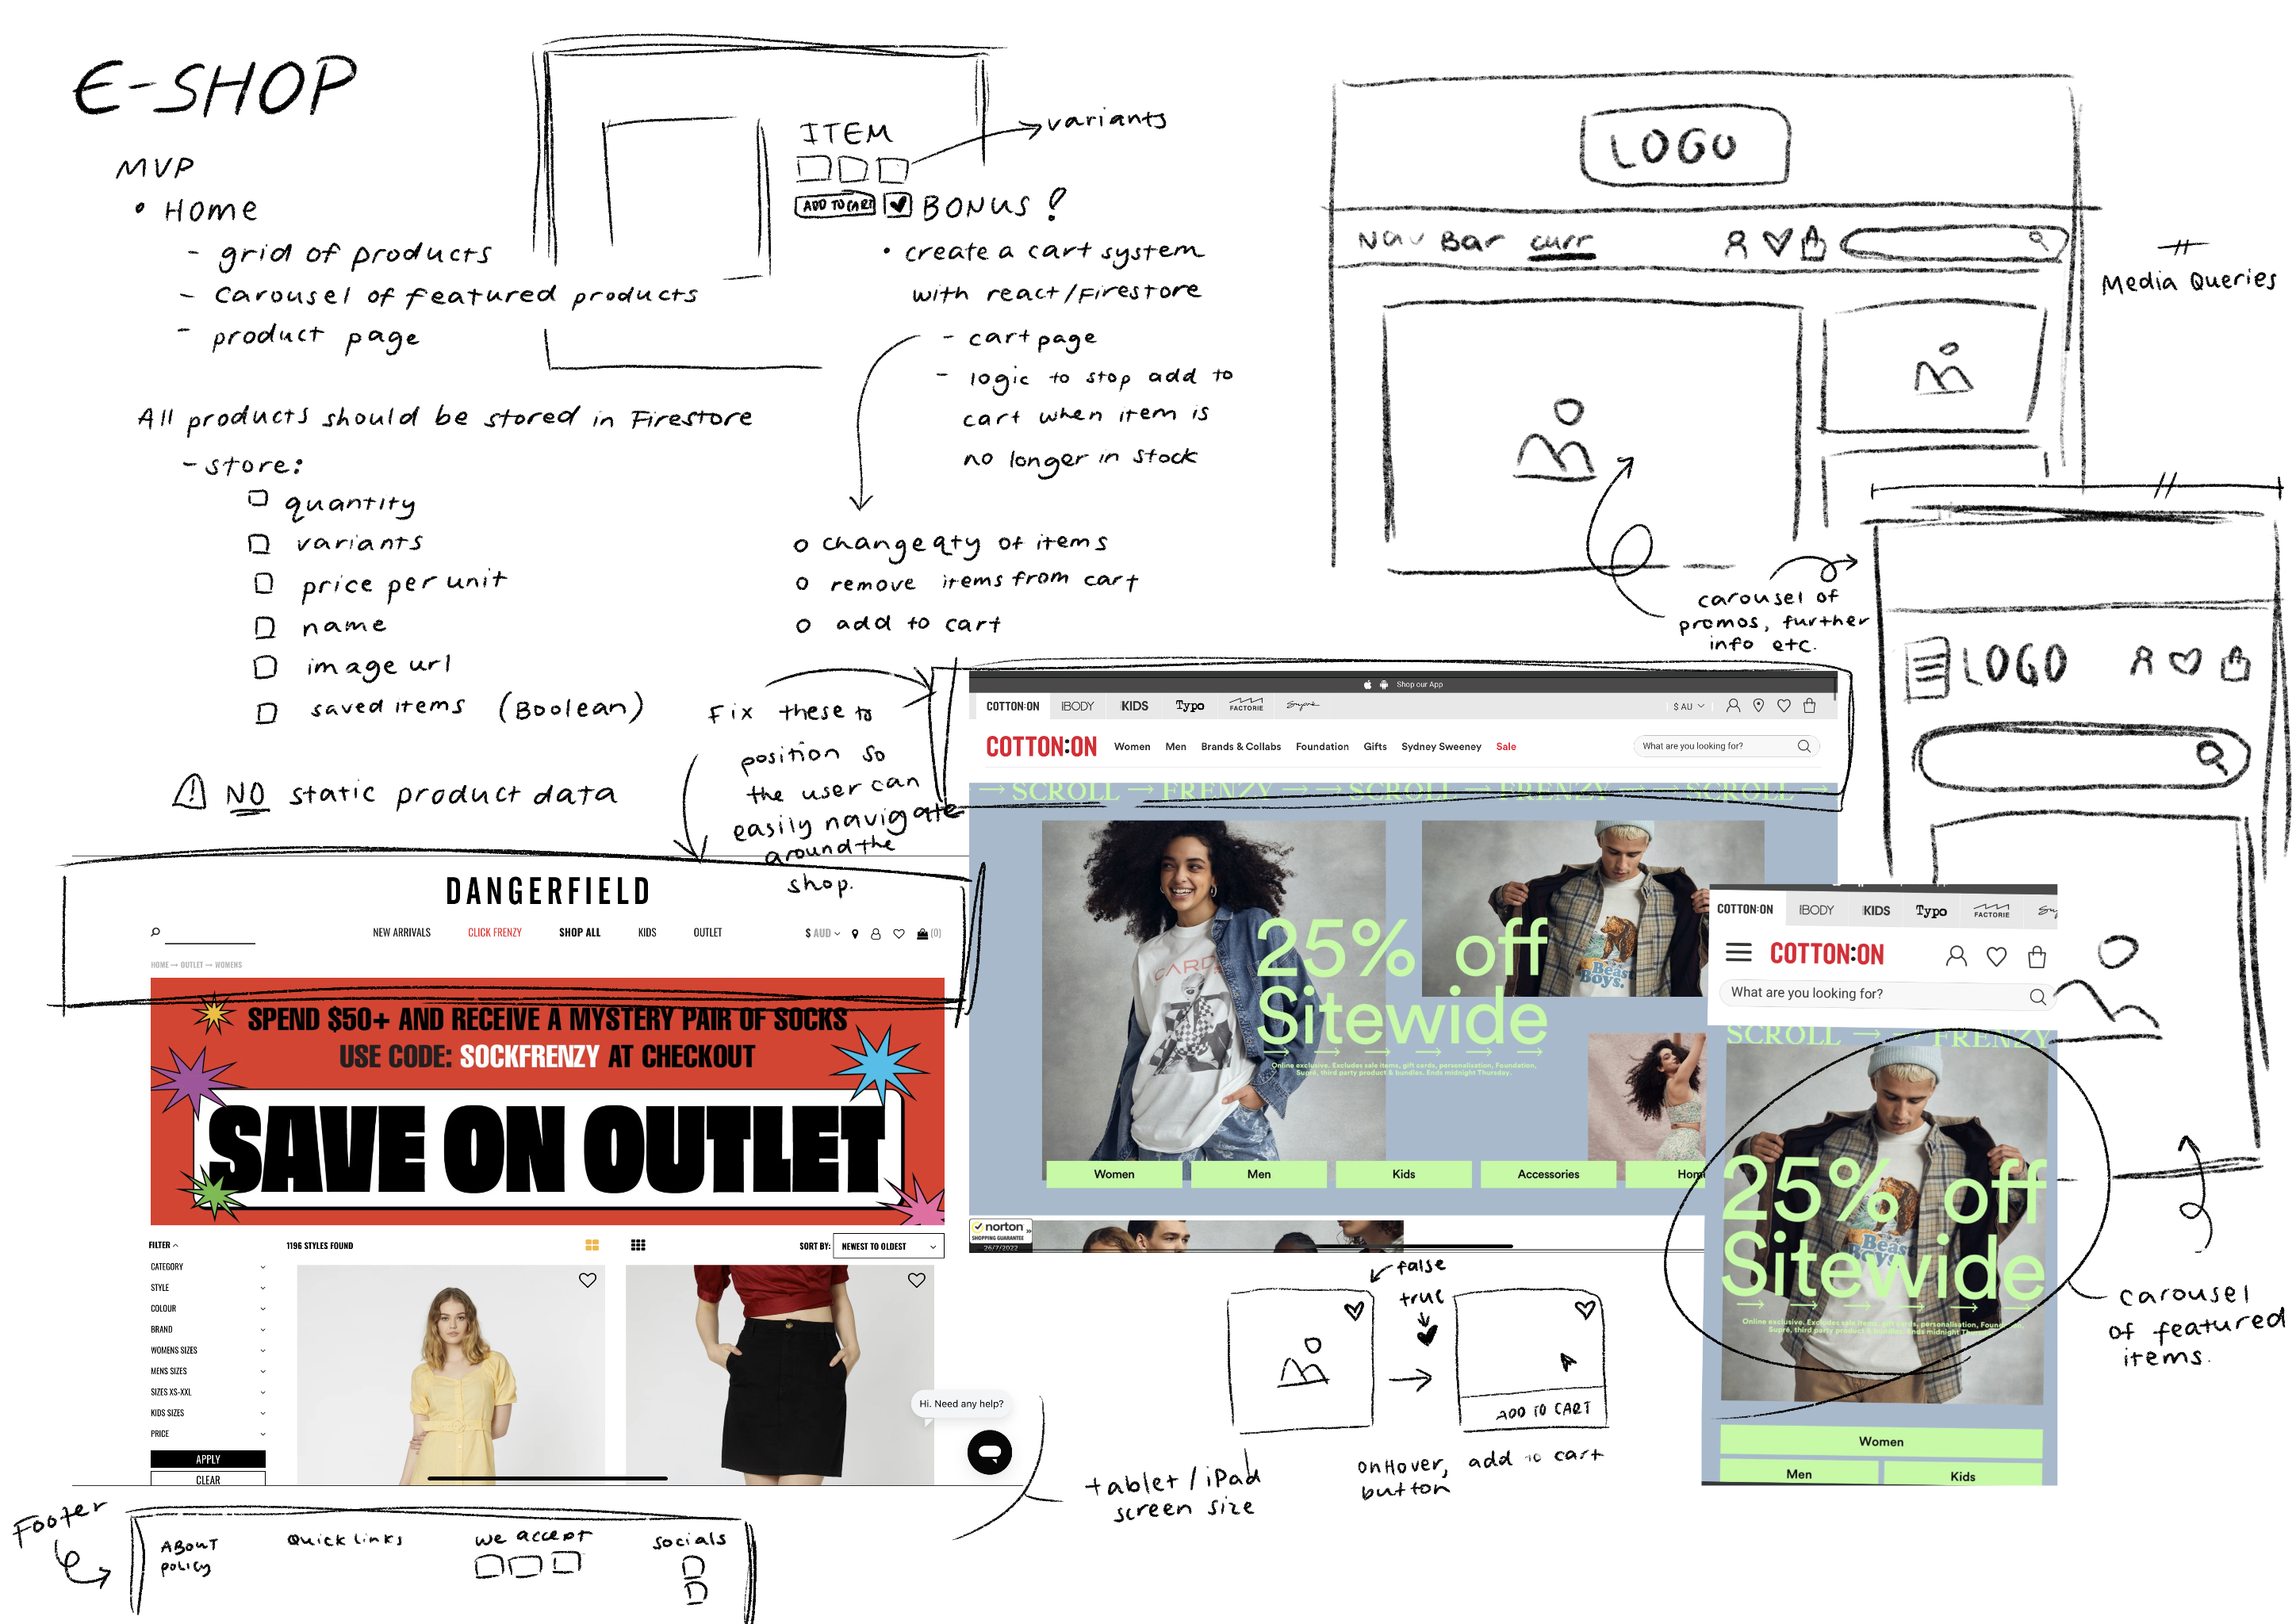 E-SHOP
MVP
• Home
- grid of products
- Carousel of featured products
- product page
All products should be stored in Firestore
- store:
quantity
variants
price per unit
name
image url
saved items (Boolean)
! NO static product data
ITEM
variants
ADD TO CART
BONUS!
• create a cart system
with react/Firestore
- cart page
- logic to stop add to
cart when item is
no longer in stock
change qty of items
remove items from cart
add to cart
Fix these to
position so
the user can
easily navigate
around the
shop.
LOGO
Nav Bar curr
Media Queries
carousel of
promos, further
info etc.
LOGO
Shop our App
COTTON:ON BODY KIDS Typo FACTORIE Supré
$ AU
COTTON:ON Women Men Brands & Collabs Foundation Gifts Sydney Sweeney Sale
What are you looking for?
→ SCROLL → FRENZY → → SCROLL → FRENZY → → SCROLL →
CARDS
Beast
Boys.
25% off
Sitewide
Online exclusive. Excludes sale items, gift cards, personalisation, Foundation,
Supré, third party product & bundles. Ends midnight Thursday.
Women Men Kids Accessories Hom
norton
SHOPPING GUARANTEE
26/7/2022
DANGERFIELD
NEW ARRIVALS CLICK FRENZY SHOP ALL KIDS OUTLET
$ AUD
(0)
HOME → OUTLET → WOMENS
SPEND $50+ AND RECEIVE A MYSTERY PAIR OF SOCKS
USE CODE: SOCKFRENZY AT CHECKOUT
SAVE ON OUTLET
FILTER
1196 STYLES FOUND
SORT BY: NEWEST TO OLDEST
CATEGORY
STYLE
COLOUR
BRAND
WOMENS SIZES
MENS SIZES
SIZES XS-XXL
KIDS SIZES
PRICE
APPLY
CLEAR
Hi. Need any help?
tablet / iPad
screen size
false
true
ADD TO CART
onHover, add to cart
button
COTTON:ON BODY KIDS Typo FACTORIE Su
COTTON:ON
What are you looking for?
SCROLL → → FRENZY
Beast
Boys.
25% off
Sitewide
Online exclusive. Excludes sale items, gift cards, personalisation, Foundation,
Supré, third party product & bundles. Ends midnight Thursday.
Women
Men Kids
carousel
of featured
items.
Footer
ABOUT
policy
Quick links
we accept
socials